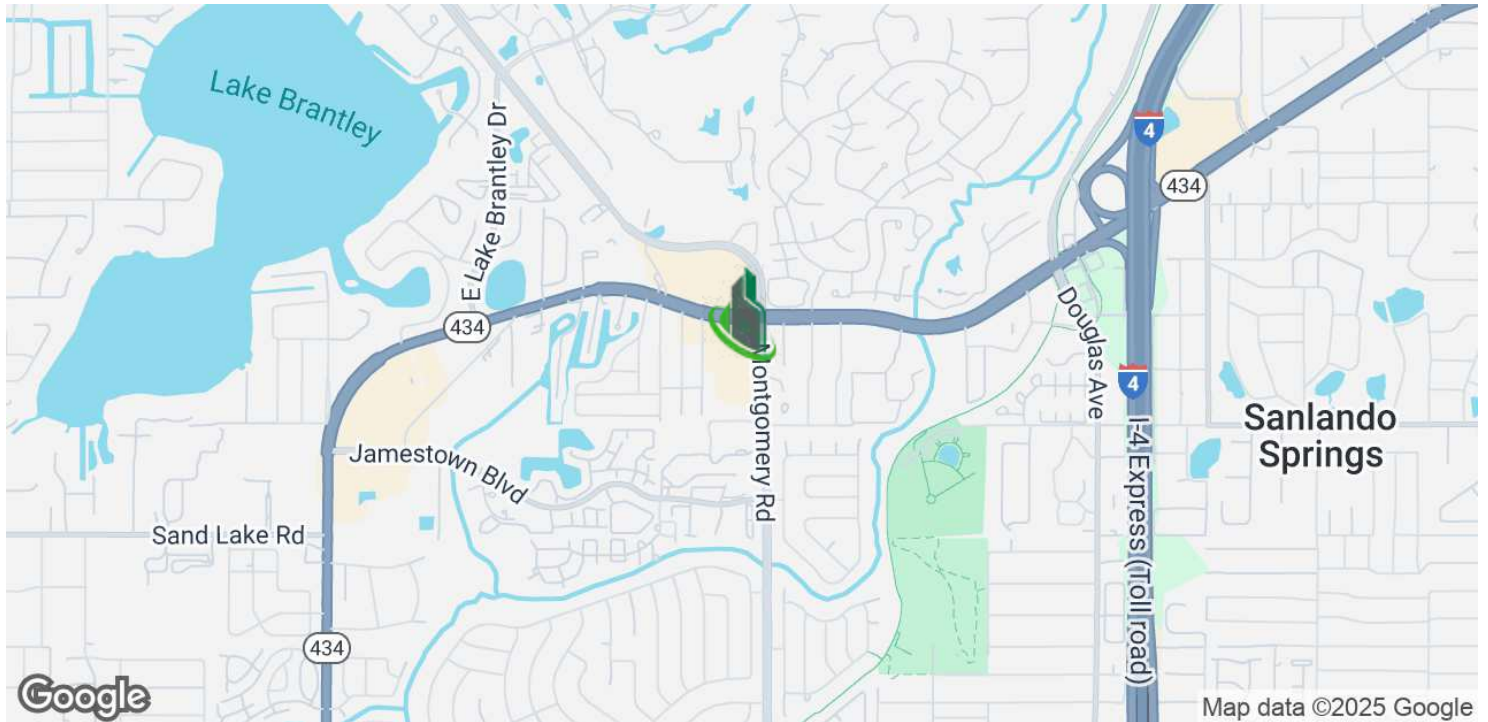 Lake Brantley
E Lake Brantley Dr
4
434
434
Douglas Ave
4
I-4 Express (Toll road)
Sanlando
Springs
Montgomery Rd
Jamestown Blvd
Sand Lake Rd
434
Google
Map data ©2025 Google